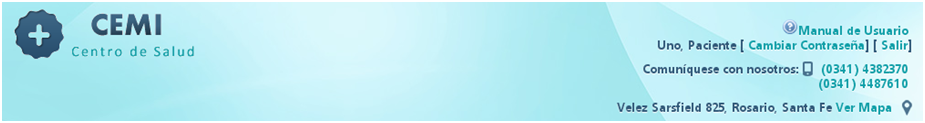 CEMI
Centro de Salud
Manual de Usuario
Uno, Paciente [ Cambiar Contraseña] [ Salir]
Comuníquese con nosotros: (0341) 4382370
(0341) 4487610
Velez Sarsfield 825, Rosario, Santa Fe Ver Mapa